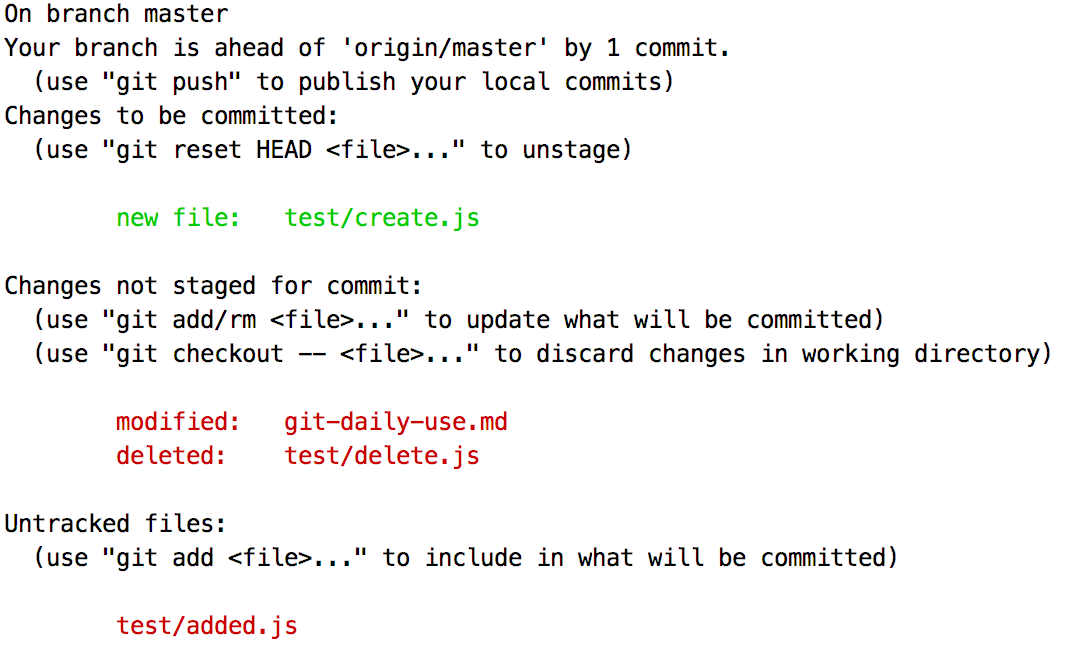 On branch master
Your branch is ahead of 'origin/master' by 1 commit.
  (use "git push" to publish your local commits)
Changes to be committed:
  (use "git reset HEAD <file>..." to unstage)

        new file:   test/create.js

Changes not staged for commit:
  (use "git add/rm <file>..." to update what will be committed)
  (use "git checkout -- <file>..." to discard changes in working directory)

        modified:   git-daily-use.md
        deleted:    test/delete.js

Untracked files:
  (use "git add <file>..." to include in what will be committed)

        test/added.js